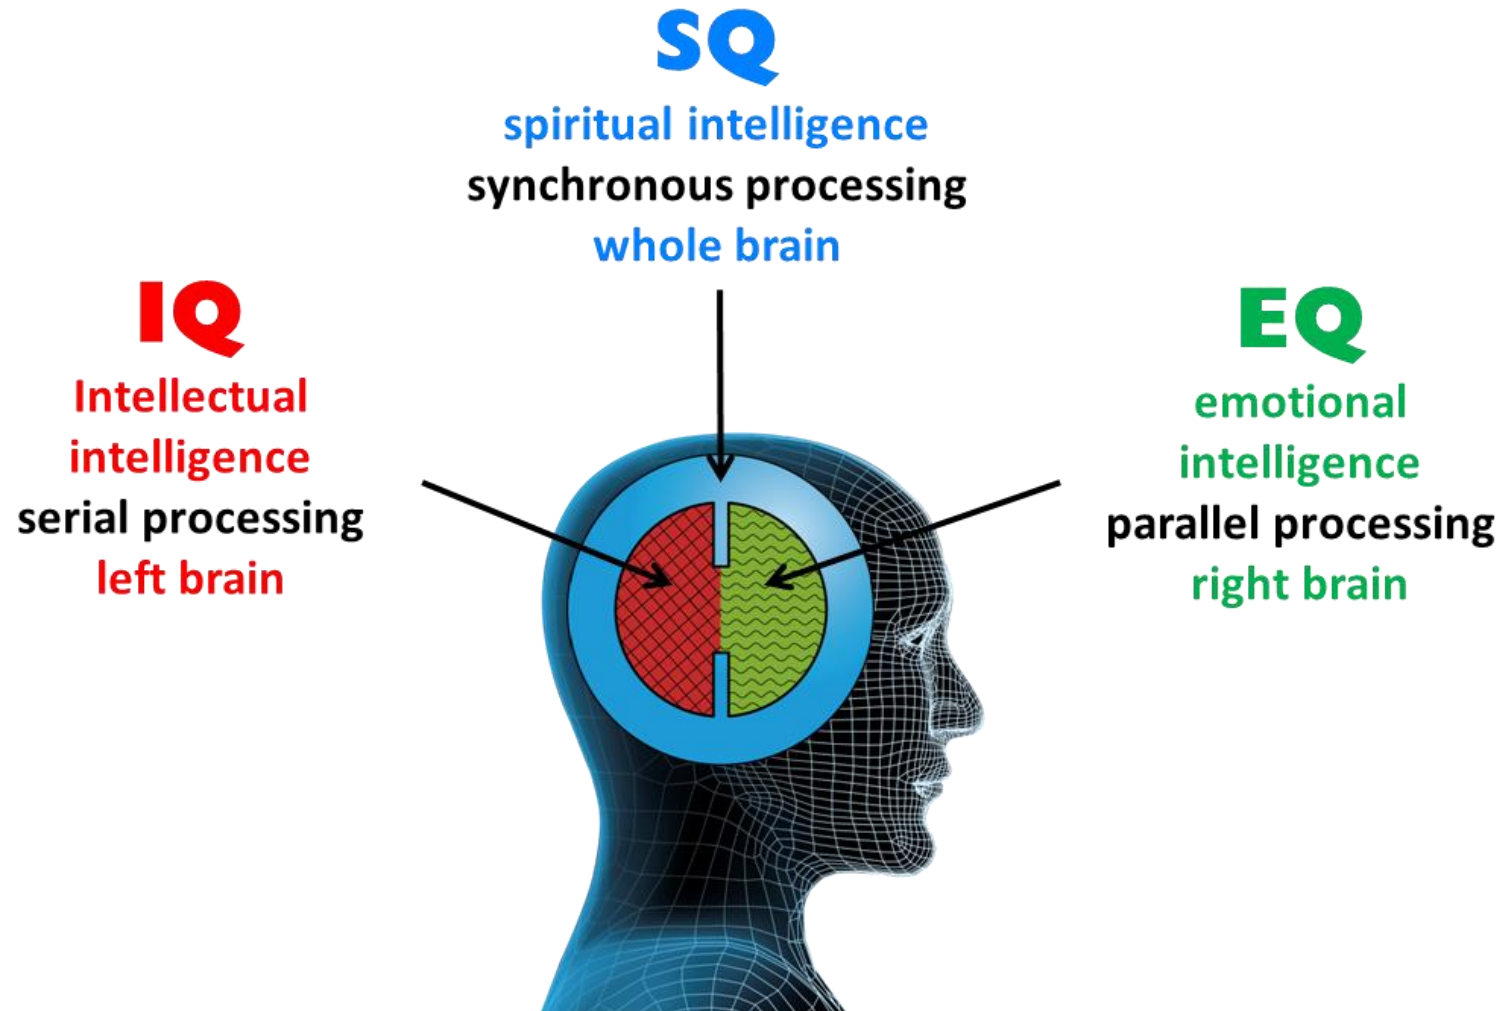 SQ
spiritual intelligence
synchronous processing
whole brain
IQ
Intellectual
intelligence
serial processing
left brain
EQ
emotional
intelligence
parallel processing
right brain